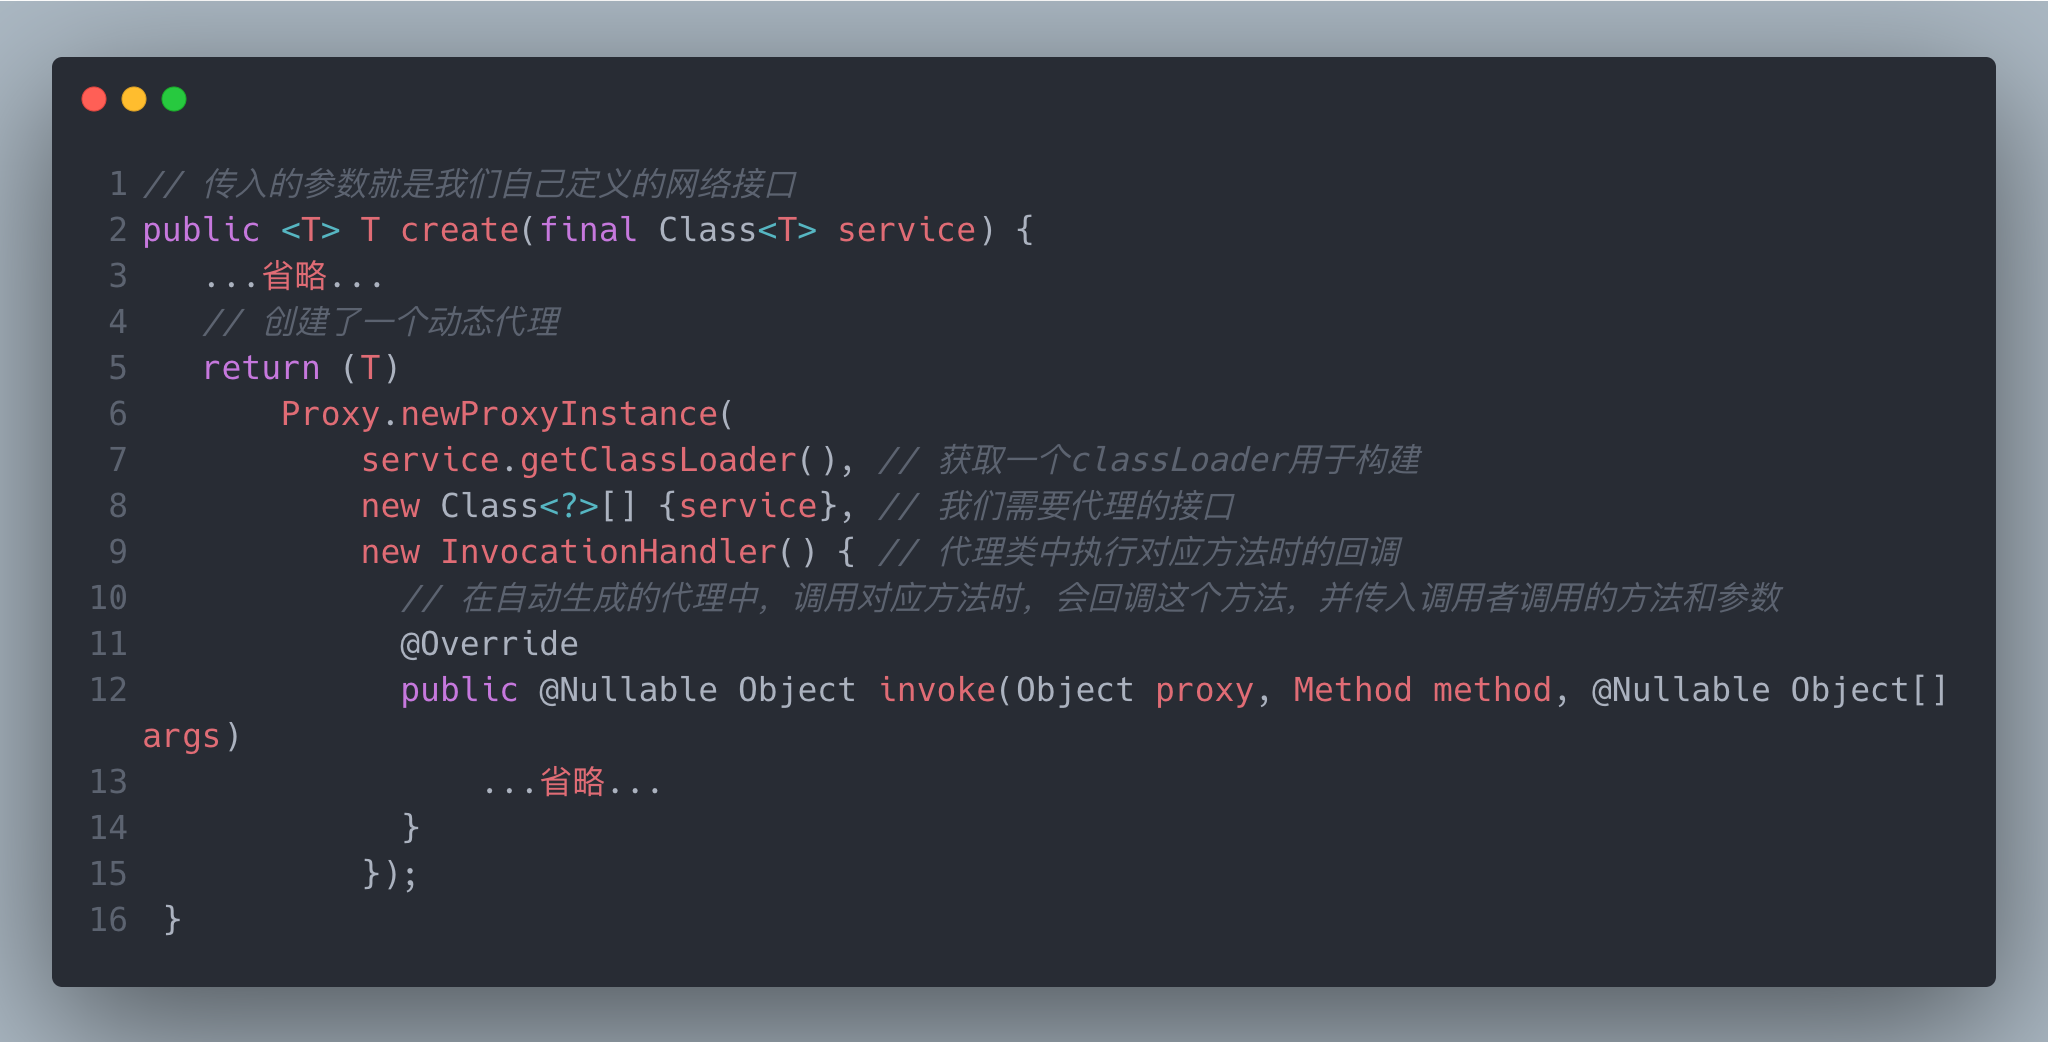 1 // 传入的参数就是我们自己定义的网络接口
2 public <T> T create(final Class<T> service) {
3    ...省略...
4    // 创建了一个动态代理
5    return (T)
6        Proxy.newProxyInstance(
7            service.getClassLoader(), // 获取一个classLoader用于构建
8            new Class<?>[] {service}, // 我们需要代理的接口
9            new InvocationHandler() { // 代理类中执行对应方法时的回调
10              // 在自动生成的代理中，调用对应方法时，会回调这个方法，并传入调用者调用的方法和参数
11              @Override
12              public @Nullable Object invoke(Object proxy, Method method, @Nullable Object[]
args)
13                  ...省略...
14              }
15            });
16  }